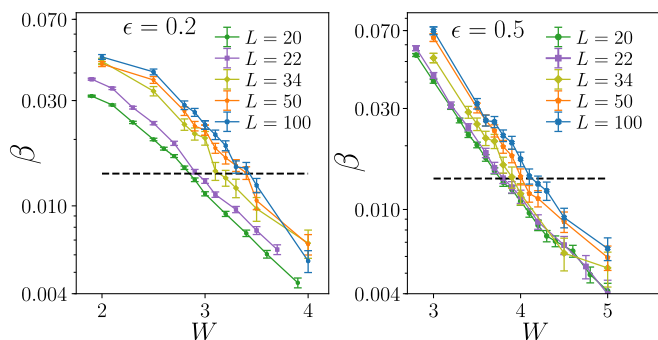 ϵ = 0.2
L = 20
L = 22
L = 34
L = 50
L = 100
0.070
0.030
0.010
0.004
β
2
3
4
W
ϵ = 0.5
L = 20
L = 22
L = 34
L = 50
L = 100
0.070
0.030
0.010
0.004
β
3
4
5
W